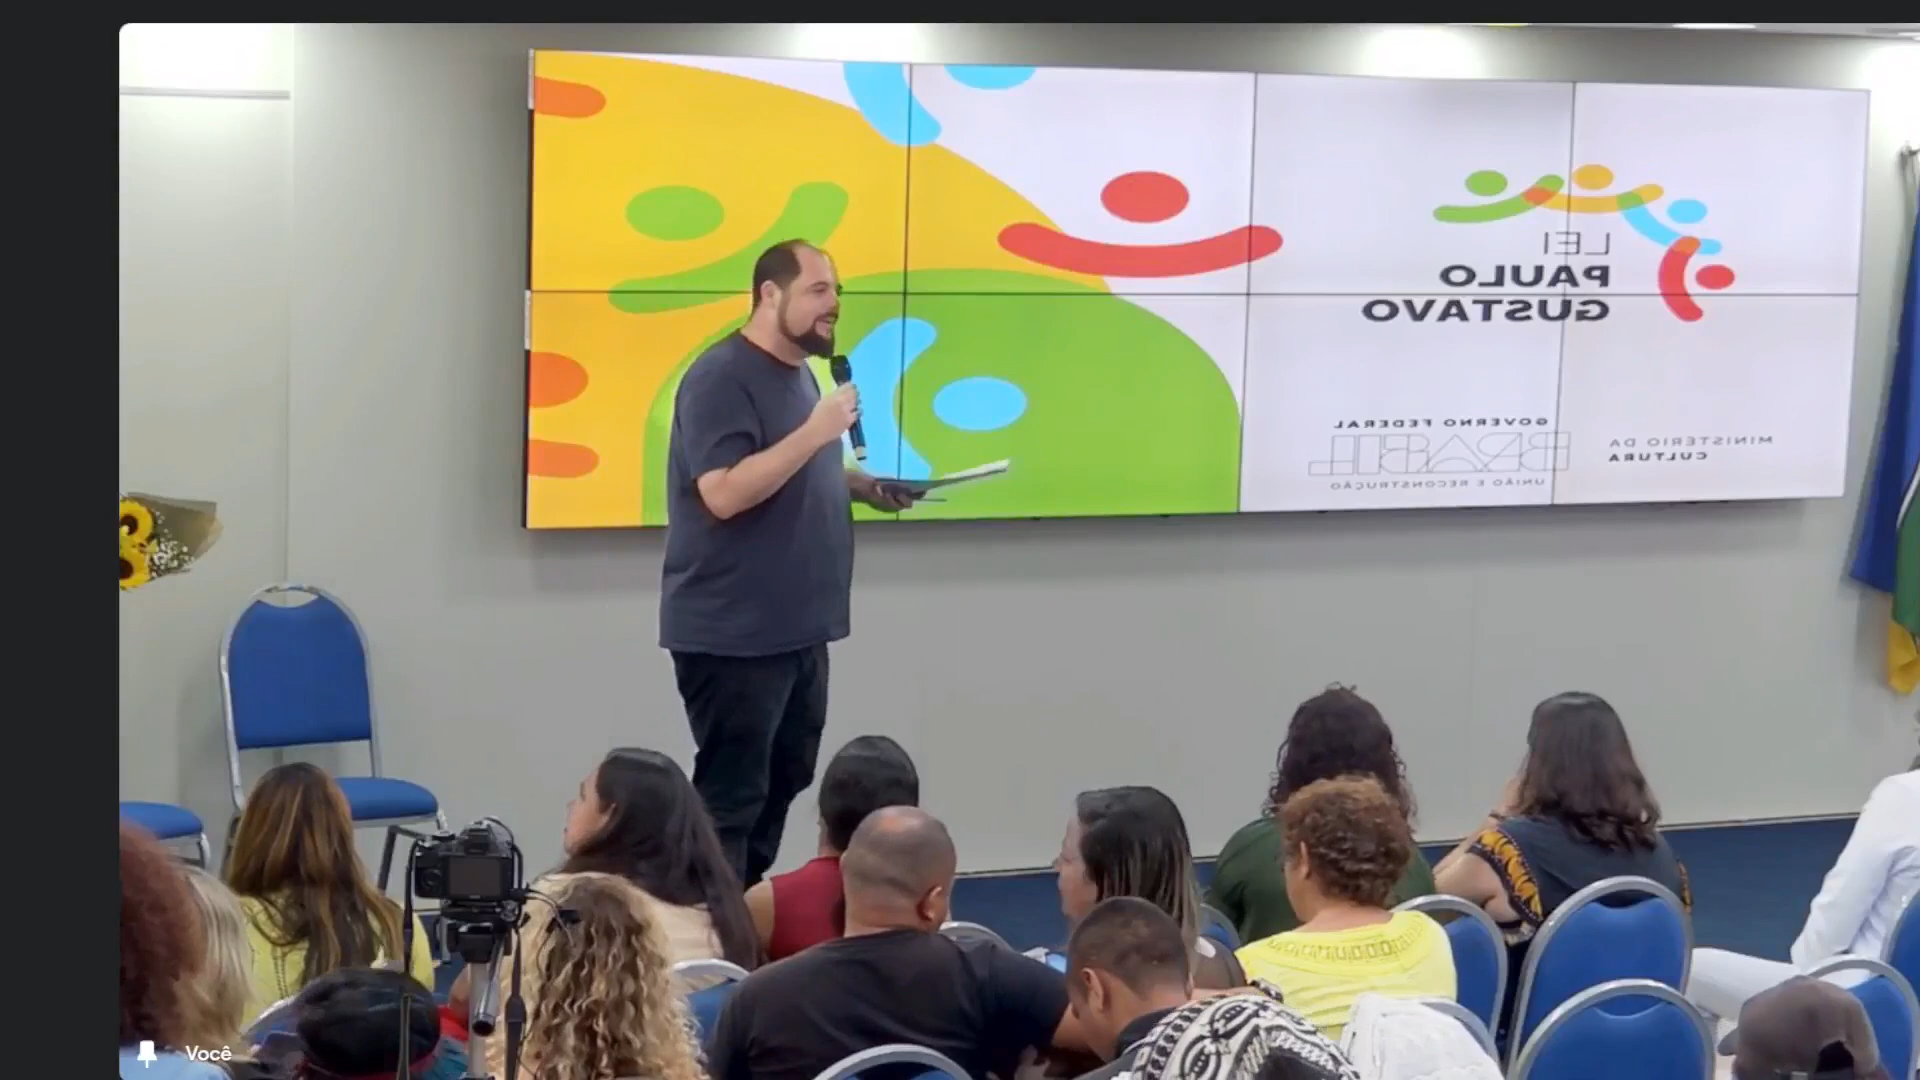 LEI
PAULO
GUSTAVO
GOVERNO FEDERAL
BRASIL
UNIÃO E RECONSTRUÇÃO
MINISTÉRIO DA
CULTURA
Você